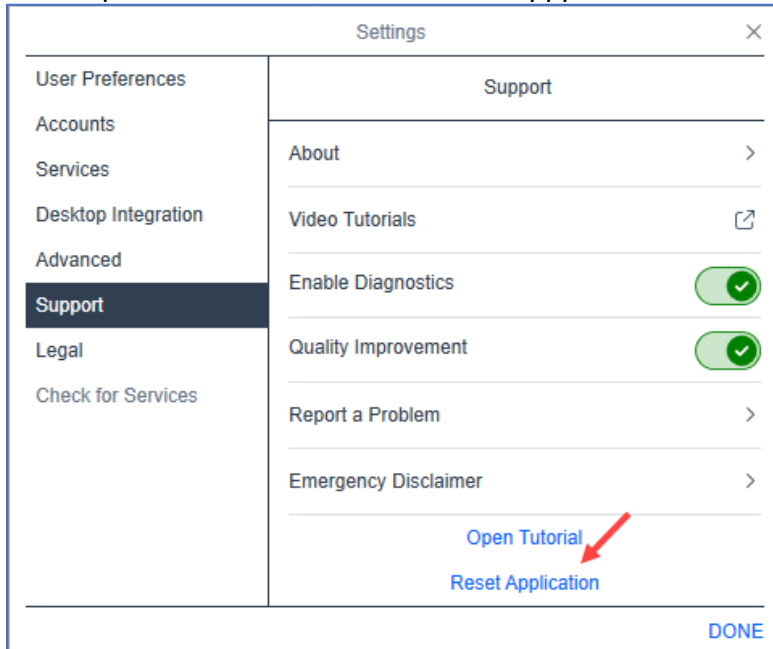 Settings
User Preferences
Accounts
Services
Desktop Integration
Advanced
Support
Legal
Check for Services
Support
About
Video Tutorials
Enable Diagnostics
Quality Improvement
Report a Problem
Emergency Disclaimer
Open Tutorial
Reset Application
DONE